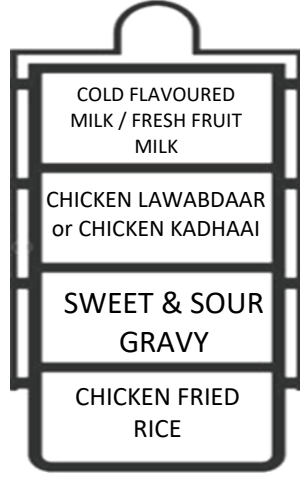 COLD FLAVOURED
MILK / FRESH FRUIT
MILK
CHICKEN LAWABDAAR
or CHICKEN KADHAAI
SWEET & SOUR
GRAVY
CHICKEN FRIED
RICE